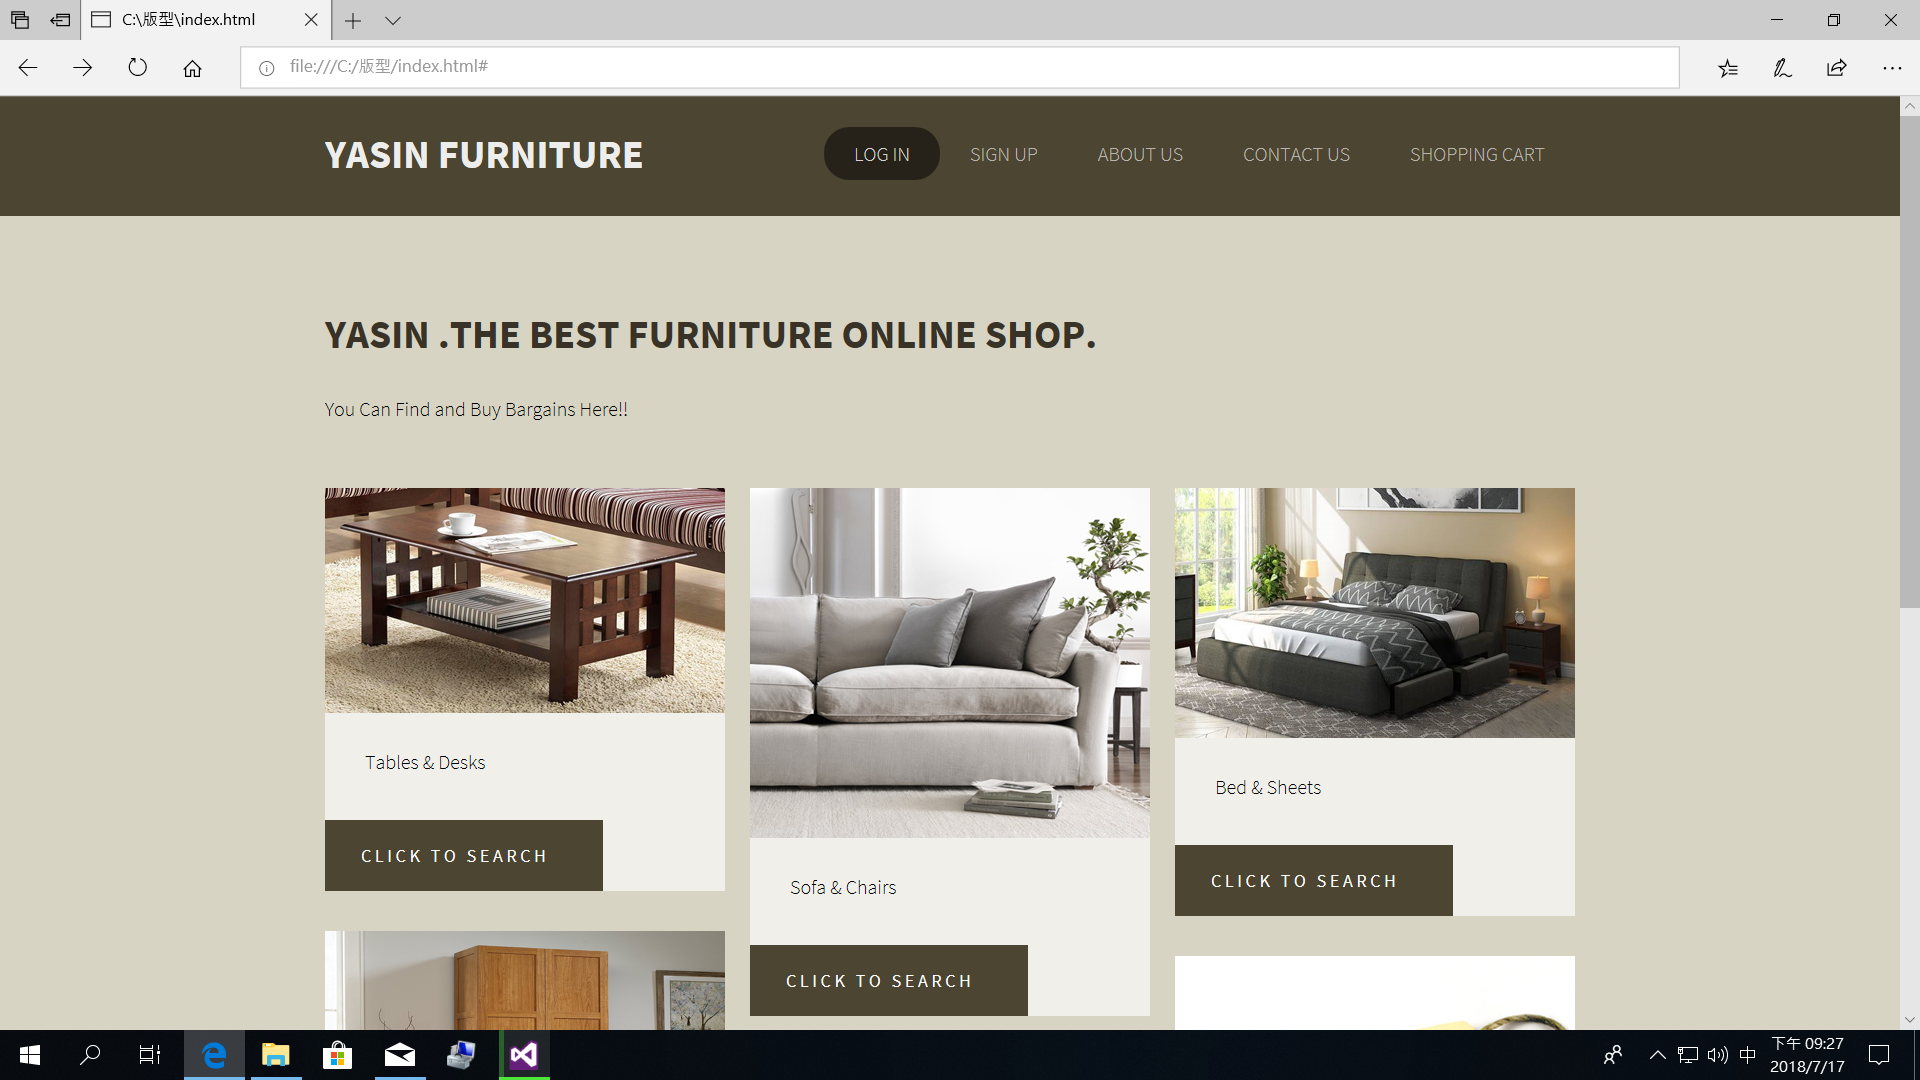 C:\版型\index.html
file:///C:/版型/index.html#
YASIN FURNITURE
LOG IN
SIGN UP
ABOUT US
CONTACT US
SHOPPING CART
YASIN .THE BEST FURNITURE ONLINE SHOP.
You Can Find and Buy Bargains Here!!
Tables & Desks
CLICK TO SEARCH
Sofa & Chairs
CLICK TO SEARCH
Bed & Sheets
CLICK TO SEARCH
中
下午 09:27
2018/7/17